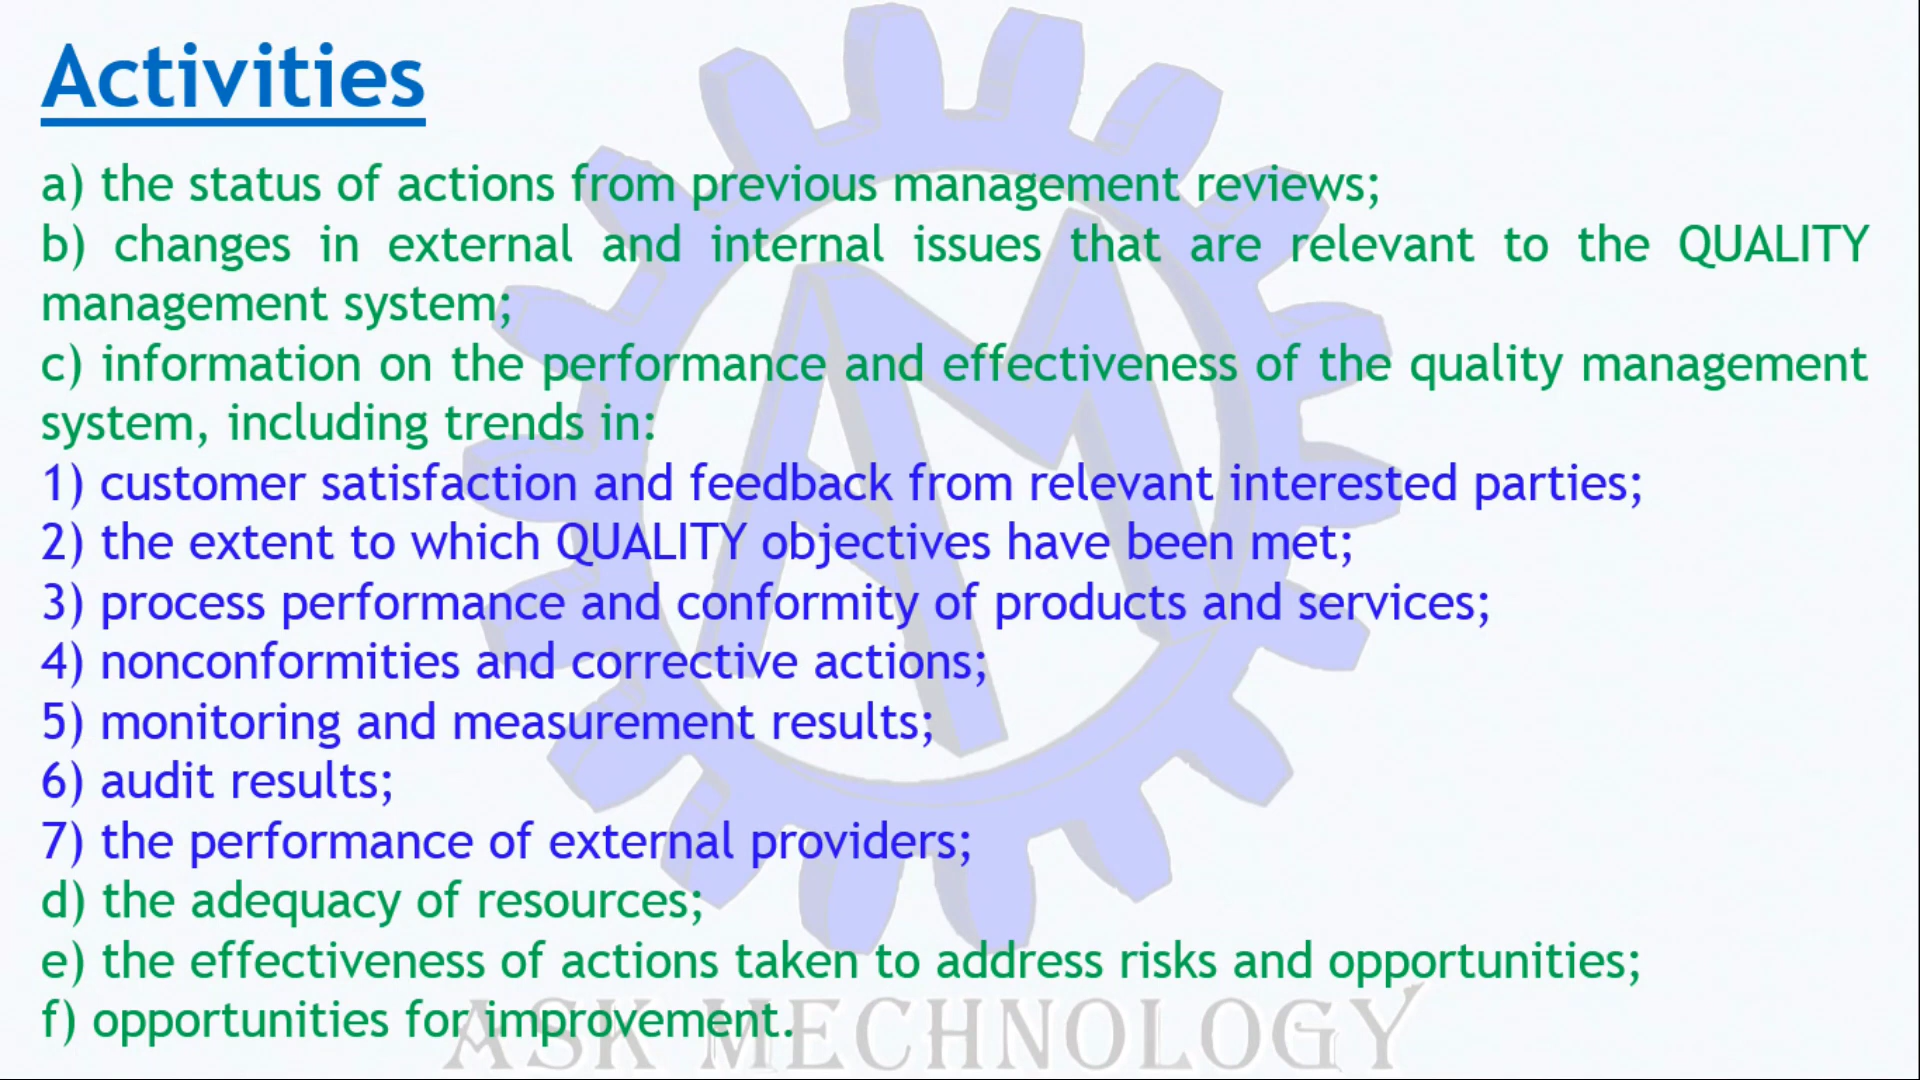 Activities
a) the status of actions from previous management reviews;
b) changes in external and internal issues that are relevant to the QUALITY
management system;
c) information on the performance and effectiveness of the quality management
system, including trends in:
1) customer satisfaction and feedback from relevant interested parties;
2) the extent to which QUALITY objectives have been met;
3) process performance and conformity of products and services;
4) nonconformities and corrective actions;
5) monitoring and measurement results;
6) audit results;
7) the performance of external providers;
d) the adequacy of resources;
e) the effectiveness of actions taken to address risks and opportunities;
f) opportunities for improvement.
ASK MECHNOLOGY